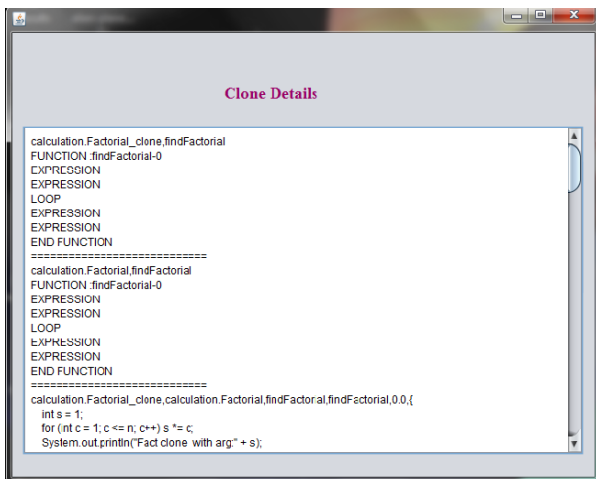 Clone Details
calculation.Factorial_clone,findFactorial
FUNCTION :findFactorial-0
EXPRESSION
EXPRESSION
LOOP
EXPRESSION
EXPRESSION
END FUNCTION
============================
calculation.Factorial,findFactorial
FUNCTION :findFactorial-0
EXPRESSION
EXPRESSION
LOOP
EXPRESSION
EXPRESSION
END FUNCTION
============================
calculation.Factorial_clone,calculation.Factorial,findFactorial,findFactorial,0.0,{
int s = 1;
for (int c = 1; c <= n; c++) s *= c;
System.out.println("Fact clone with arg:" + s);